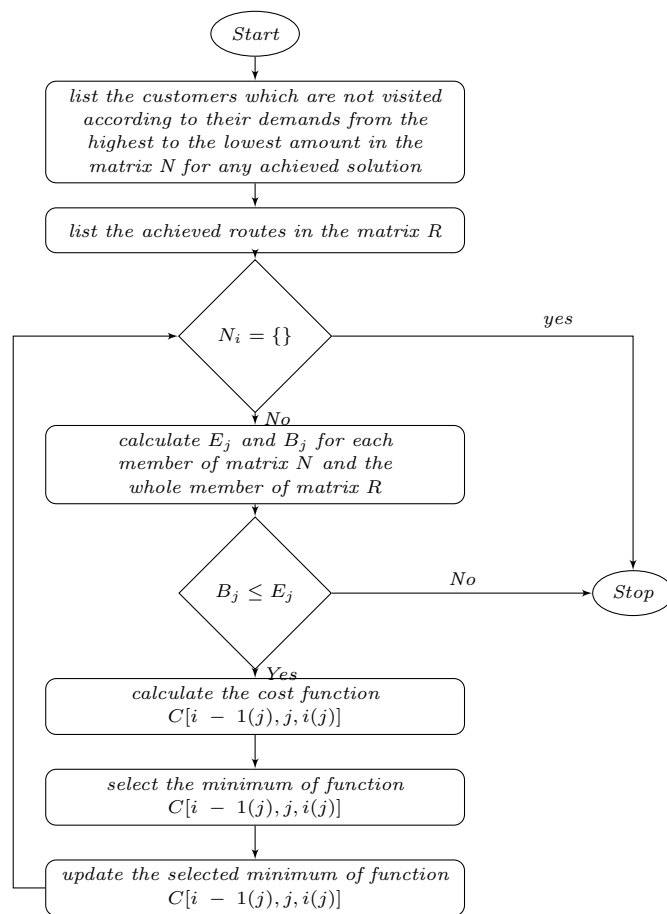 Start
list the customers which are not visited
according to their demands from the
highest to the lowest amount in the
matrix N for any achieved solution
list the achieved routes in the matrix R
N_i = {}
yes
No
calculate E_j and B_j for each
member of matrix N and the
whole member of matrix R
B_j ≤ E_j
No
Stop
Yes
calculate the cost function
C[i − 1(j), j, i(j)]
select the minimum of function
C[i − 1(j), j, i(j)]
update the selected minimum of function
C[i − 1(j), j, i(j)]